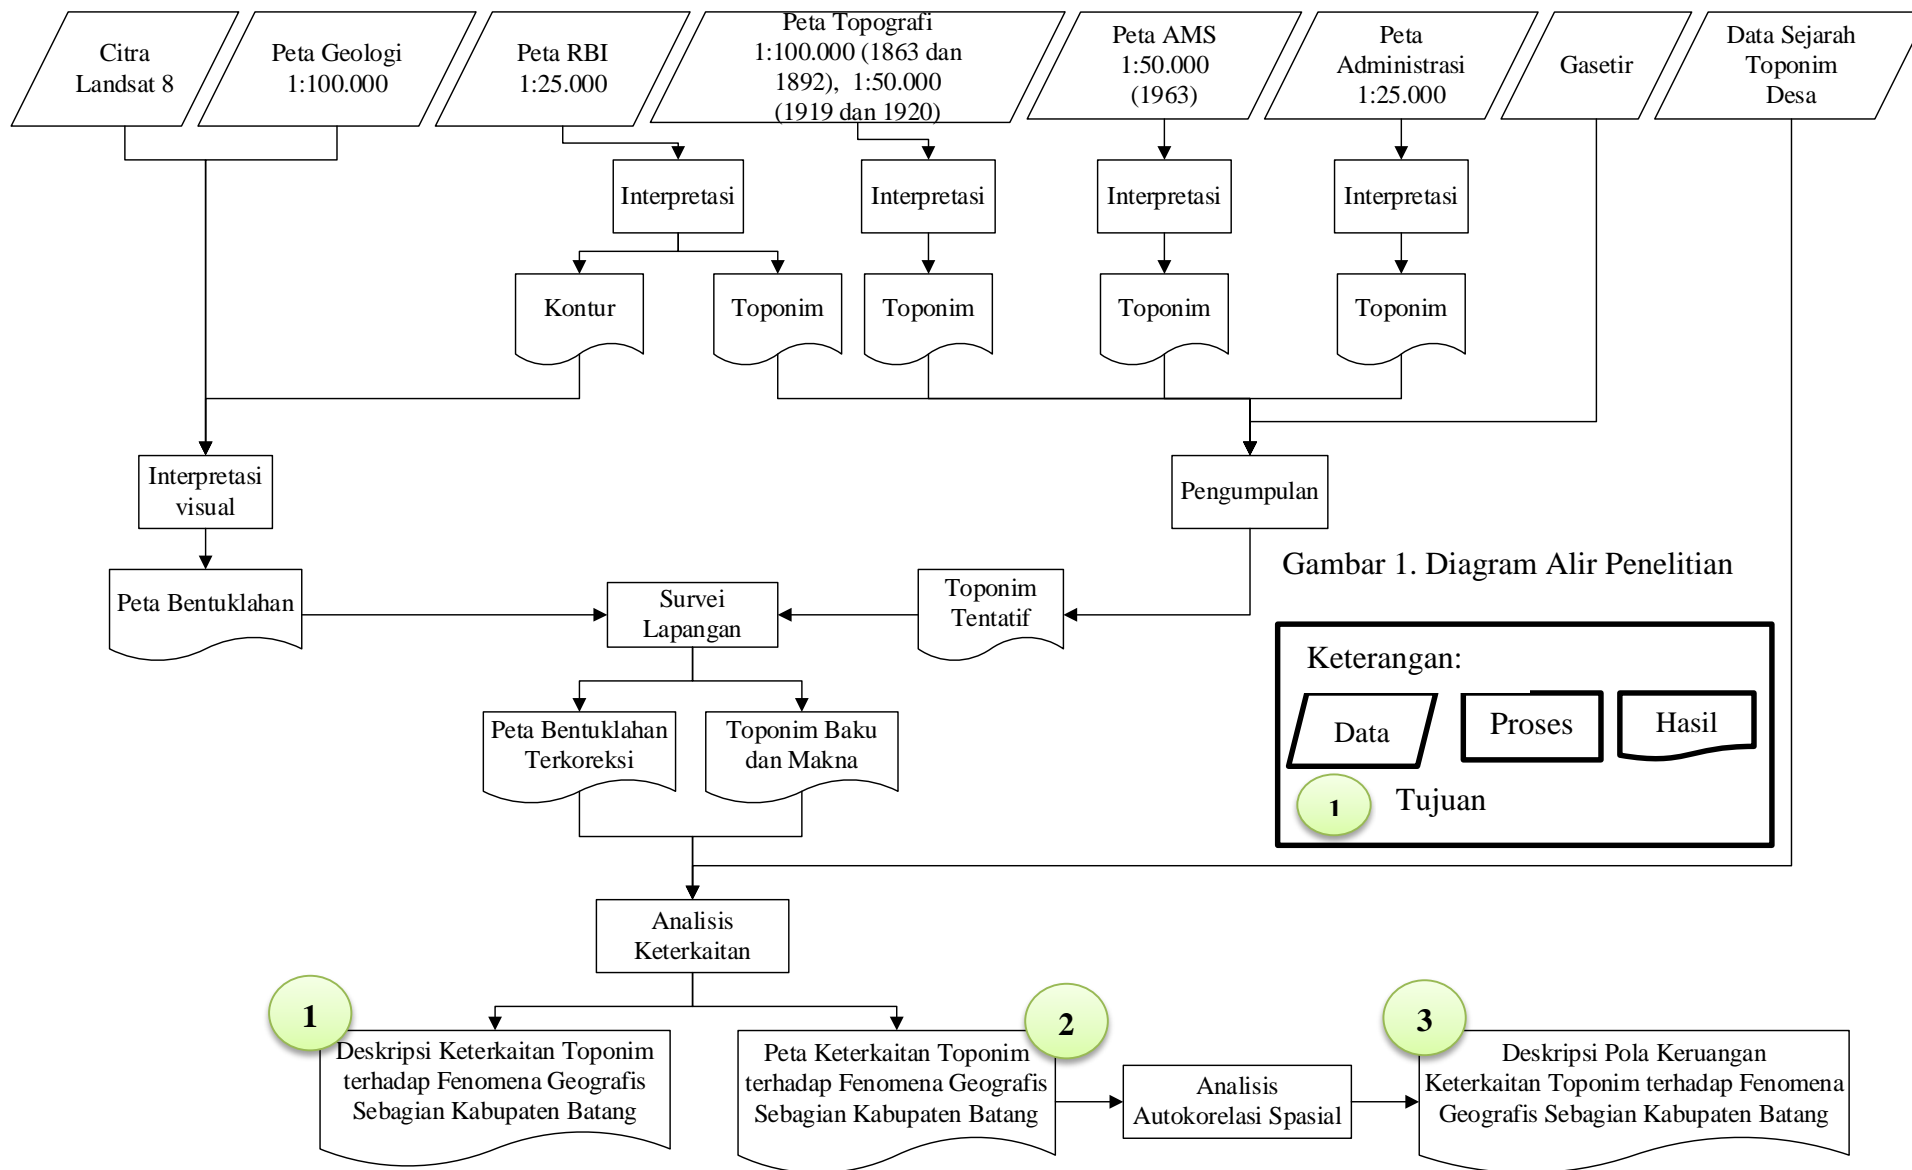 Citra
Landsat 8
Peta Geologi
1:100.000
Peta RBI
1:25.000
Peta Topografi
1:100.000 (1863 dan
1892),  1:50.000
(1919 dan 1920)
Peta AMS
1:50.000
(1963)
Peta
Administrasi
1:25.000
Gasetir
Data Sejarah
Toponim
Desa
Interpretasi
Interpretasi
Interpretasi
Interpretasi
Kontur
Toponim
Toponim
Toponim
Toponim
Interpretasi
visual
Pengumpulan
Gambar 1. Diagram Alir Penelitian
Peta Bentuklahan
Survei
Lapangan
Toponim
Tentatif
Keterangan:
Data
Proses
Hasil
1
Tujuan
Peta Bentuklahan
Terkoreksi
Toponim Baku
dan Makna
Analisis
Keterkaitan
1
Deskripsi Keterkaitan Toponim
terhadap Fenomena Geografis
Sebagian Kabupaten Batang
2
Peta Keterkaitan Toponim
terhadap Fenomena Geografis
Sebagian Kabupaten Batang
Analisis
Autokorelasi Spasial
3
Deskripsi Pola Keruangan
Keterkaitan Toponim terhadap Fenomena
Geografis Sebagian Kabupaten Batang